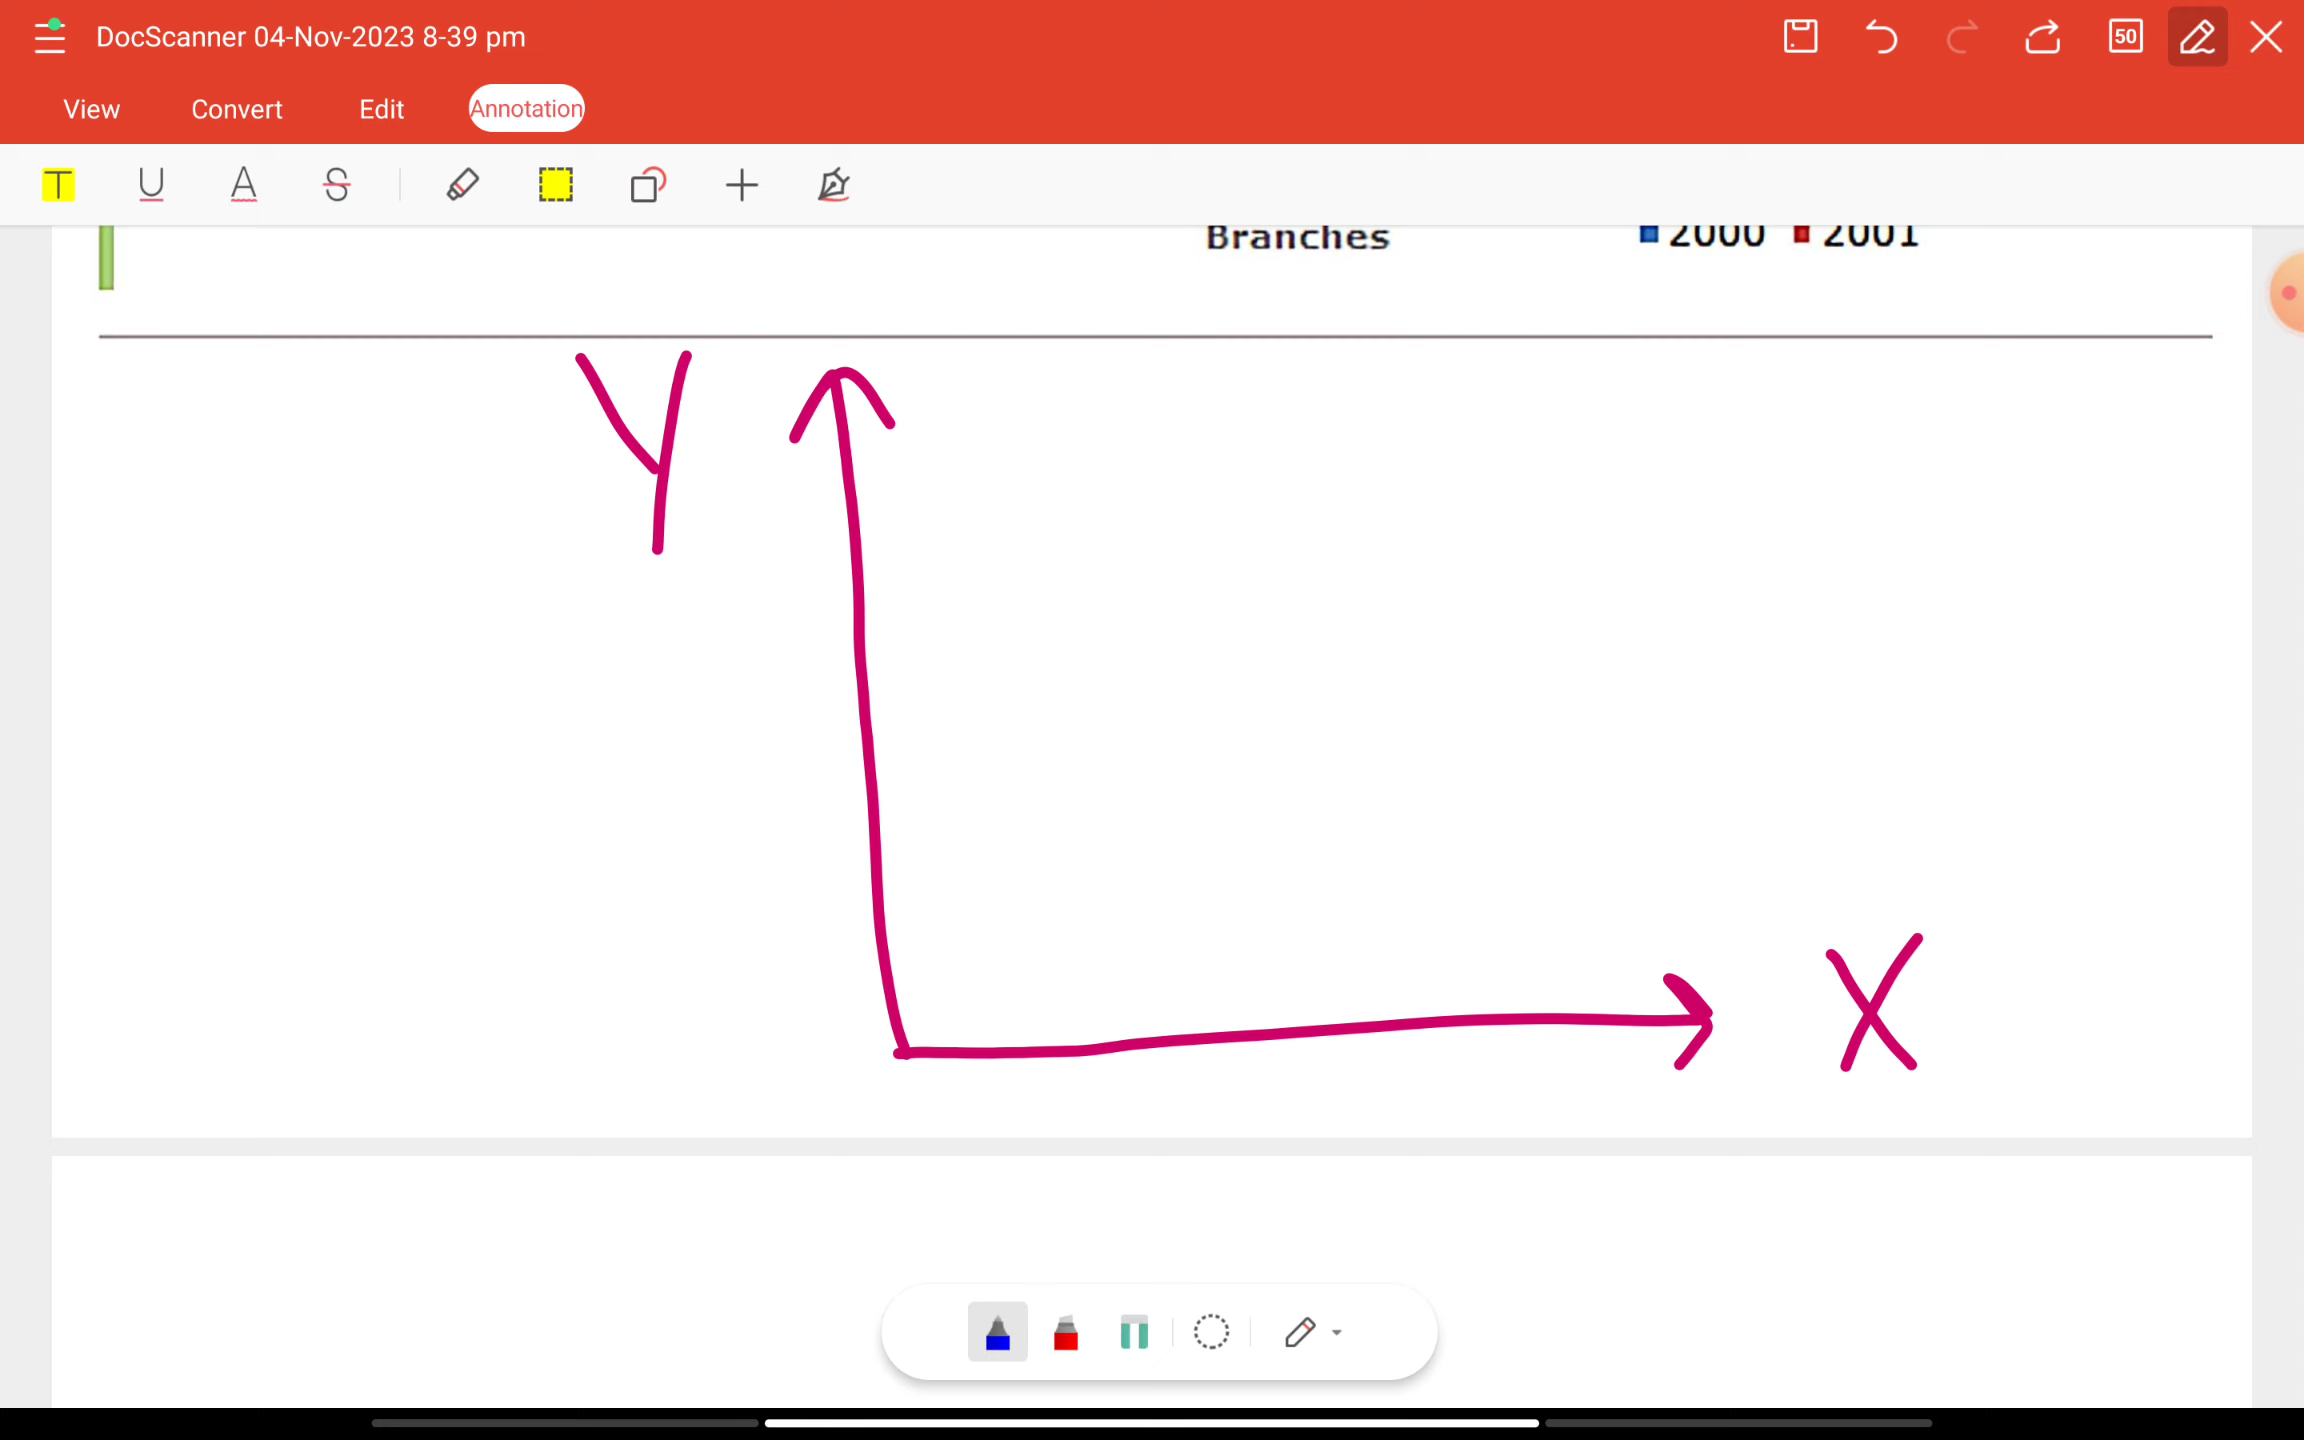 DocScanner 04-Nov-2023 8-39 pm
50
View Convert Edit Annotation
T U A S
Branches 2000 2001
Y
X